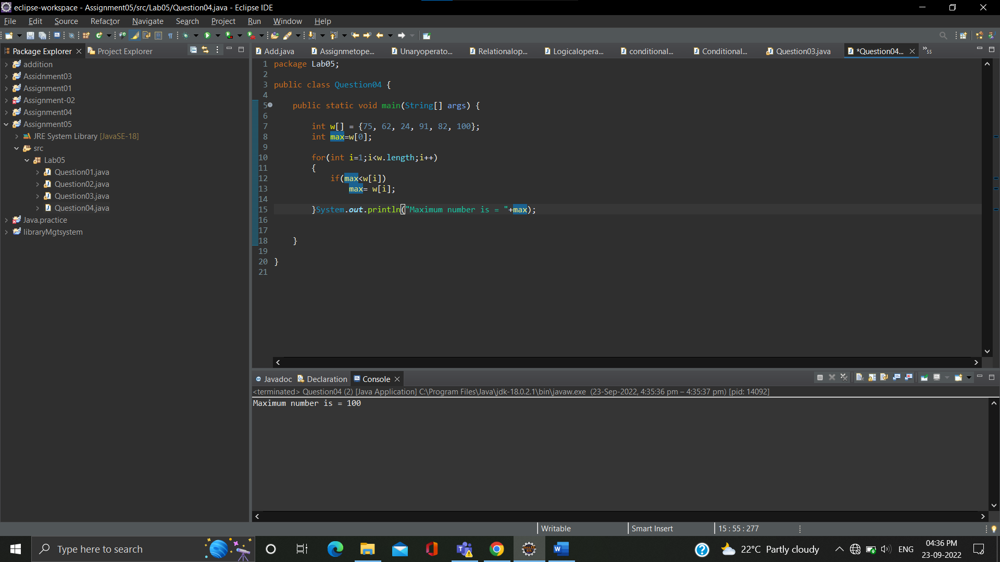 eclipse-workspace - Assignment05/src/Lab05/Question04.java - Eclipse IDE
File Edit Source Refactor Navigate Search Project Run Window Help
Package Explorer
Project Explorer
addition
Assidnment03
Assignment01
Assignment-02
Assignment04
Assignment05
JRE System Library [JavaSE-18]
src
Lab05
Question01.java
Question02.java
Question03.java
Question04.java
Java.practice
libraryMgtsystem
Add.java Assignmetope... Unaryoperato... Relationalop... Logicalopera... conditional... Conditional... Question03.java *Question04... »55
1 package Lab05;
2
3 public class Question04 {
4
5 public static void main(String[] args) {
6
7 int w[] = {75, 62, 24, 91, 82, 100};
8 int max=w[0];
9
10 for(int i=1;i<w.length;i++)
11 {
12 if(max<w[i])
13 max= w[i];
14
15 }System.out.println("Maximum number is = "+max);
16
17
18 }
19
20 }
21
Javadoc Declaration Console
<terminated> Question04 (2) [Java Application] C:\Program Files\Java\jdk-18.0.2.1\bin\javaw.exe (23-Sep-2022, 4:35:36 pm – 4:35:37 pm) [pid: 14092]
Maximum number is = 100
Writable Smart Insert 15 : 55 : 277
Type here to search
22°C Partly cloudy
ENG
04:36 PM
23-09-2022